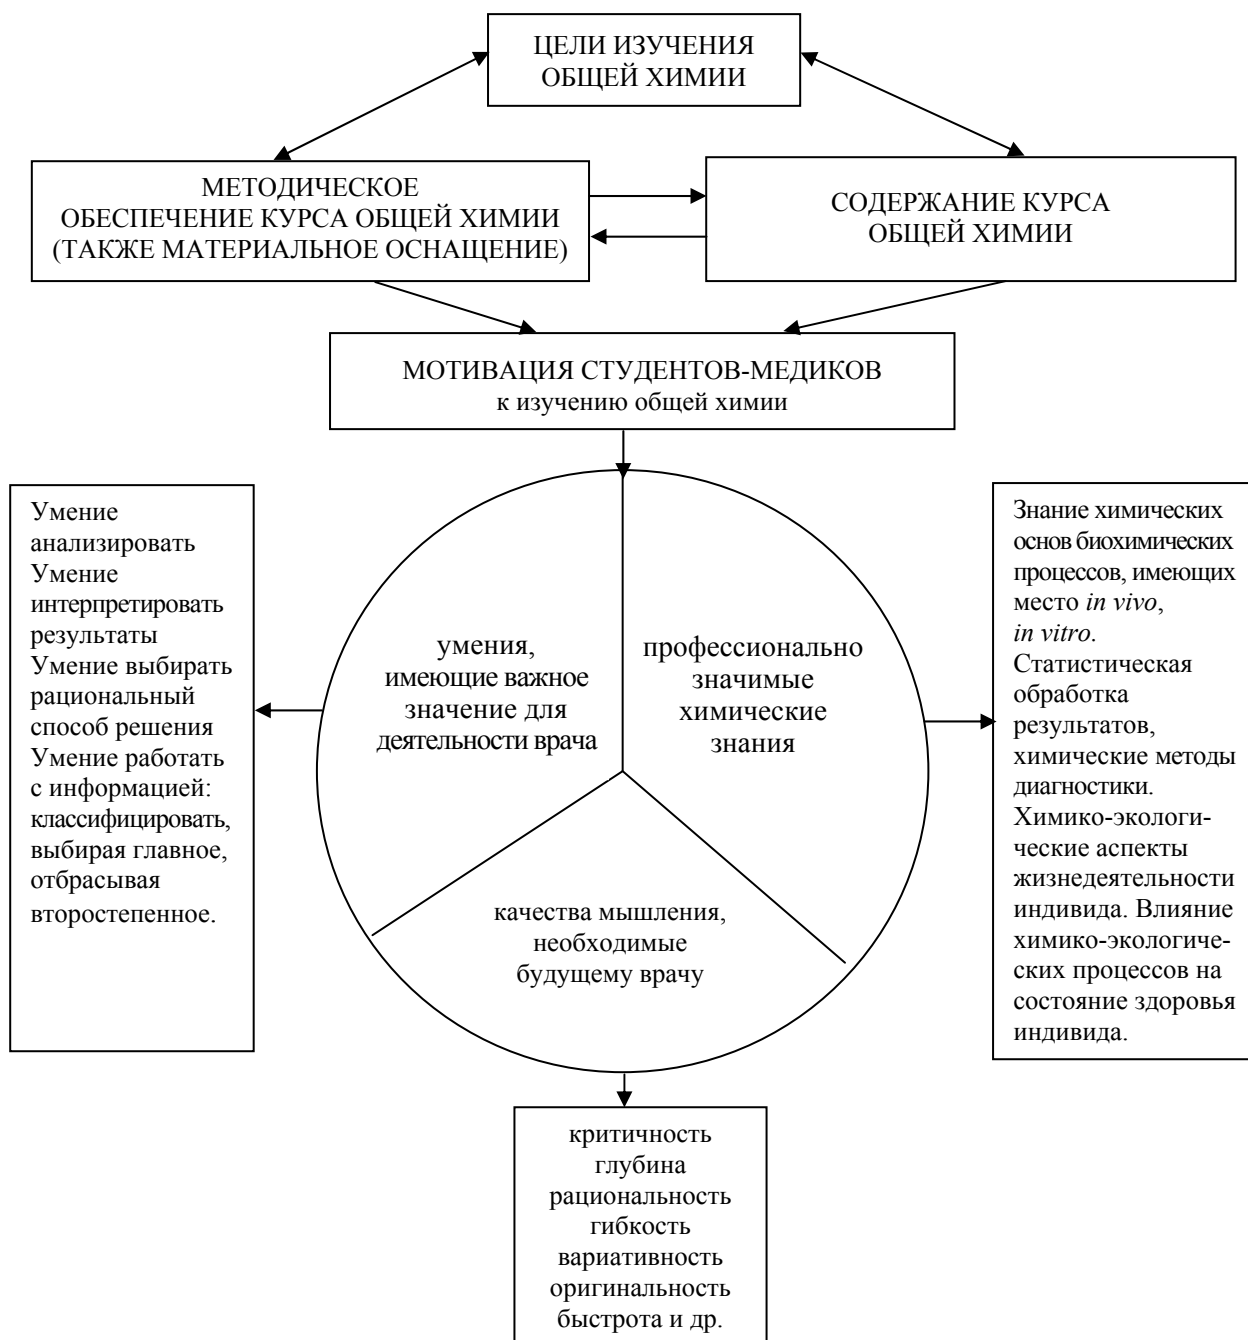 ЦЕЛИ ИЗУЧЕНИЯ
ОБЩЕЙ ХИМИИ
МЕТОДИЧЕСКОЕ
ОБЕСПЕЧЕНИЕ КУРСА ОБЩЕЙ ХИМИИ
(ТАКЖЕ МАТЕРИАЛЬНОЕ ОСНАЩЕНИЕ)
СОДЕРЖАНИЕ КУРСА
ОБЩЕЙ ХИМИИ
МОТИВАЦИЯ СТУДЕНТОВ-МЕДИКОВ
к изучению общей химии
Умение
анализировать
Умение
интерпретировать
результаты
Умение выбирать
рациональный
способ решения
Умение работать
с информацией:
классифицировать,
выбирая главное,
отбрасывая
второстепенное.
умения,
имеющие важное
значение для
деятельности врача
профессионально
значимые
химические
знания
качества мышления,
необходимые
будущему врачу
Знание химических
основ биохимических
процессов, имеющих
место in vivo,
in vitro.
Статистическая
обработка
результатов,
химические методы
диагностики.
Химико-экологи-
ческие аспекты
жизнедеятельности
индивида. Влияние
химико-экологиче-
ских процессов на
состояние здоровья
индивида.
критичность
глубина
рациональность
гибкость
вариативность
оригинальность
быстрота и др.